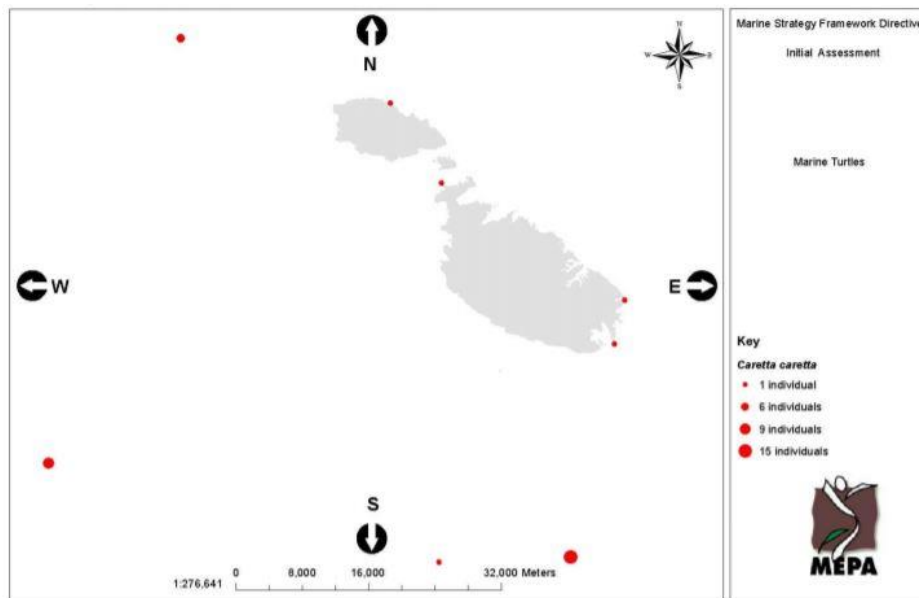 N
N
W
E
S
W
E
S
1:276,641
0 8,000 16,000 32,000 Meters
Marine Strategy Framework Directive
Initial Assessment
Marine Turtles
Key
Caretta caretta
1 individual
6 individuals
9 individuals
15 individuals
MEPA